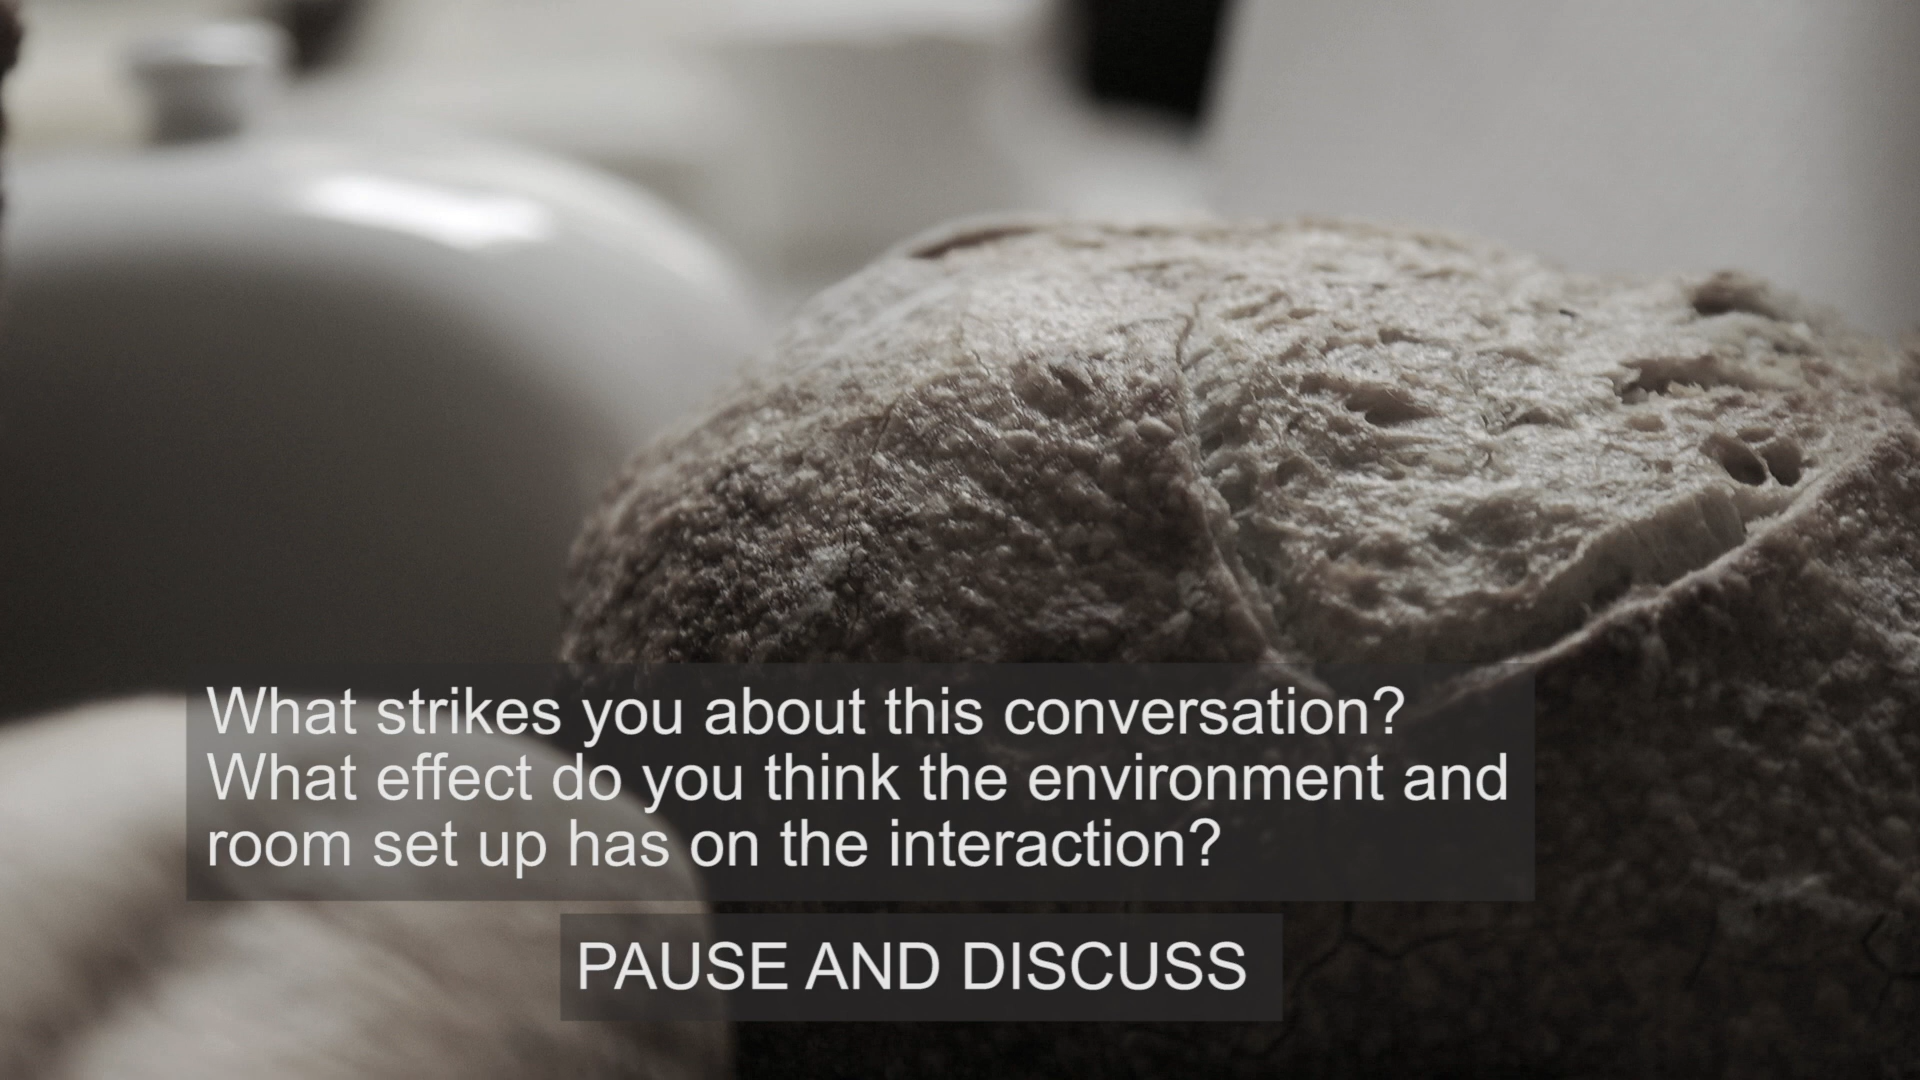 What strikes you about this conversation?
What effect do you think the environment and
room set up has on the interaction?
PAUSE AND DISCUSS